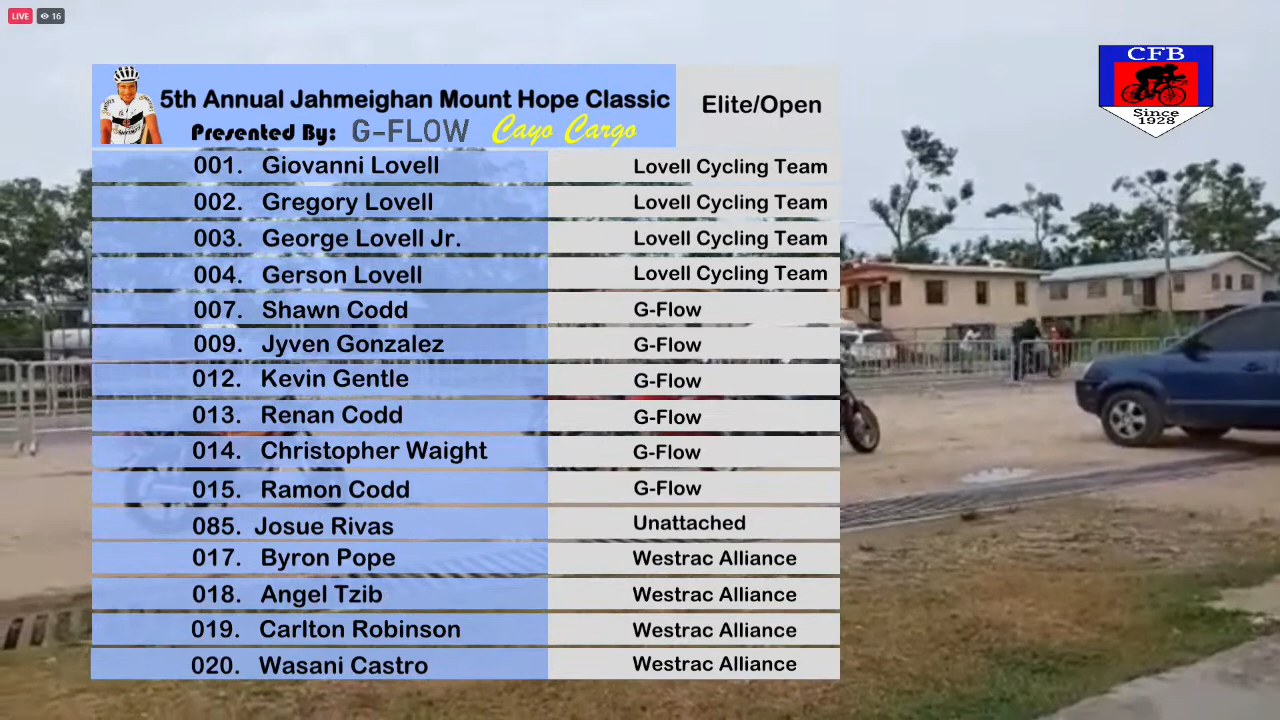 LIVE 16
CFB
Since
1928
5th Annual Jahmeighan Mount Hope Classic
Presented By: G-FLOW Cayo Cargo
Elite/Open
001. Giovanni Lovell Lovell Cycling Team
002. Gregory Lovell Lovell Cycling Team
003. George Lovell Jr. Lovell Cycling Team
004. Gerson Lovell Lovell Cycling Team
007. Shawn Codd G-Flow
009. Jyven Gonzalez G-Flow
012. Kevin Gentle G-Flow
013. Renan Codd G-Flow
014. Christopher Waight G-Flow
015. Ramon Codd G-Flow
085. Josue Rivas Unattached
017. Byron Pope Westrac Alliance
018. Angel Tzib Westrac Alliance
019. Carlton Robinson Westrac Alliance
020. Wasani Castro Westrac Alliance